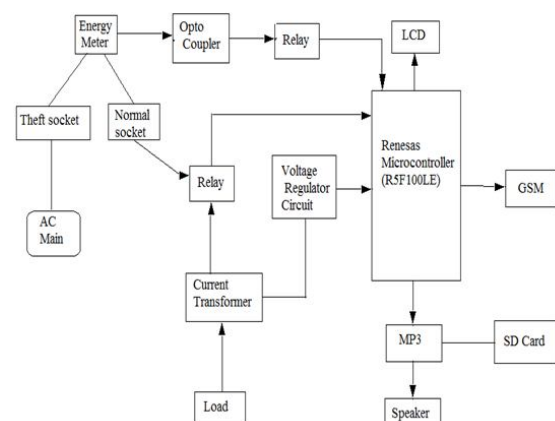 Energy
Meter
Opto
Coupler
Relay
LCD
Theft socket
Normal
socket
Relay
Voltage
Regulator
Circuit
Renesas
Microcontroller
(R5F100LE)
GSM
AC
Main
Current
Transformer
MP3
SD Card
Load
Speaker